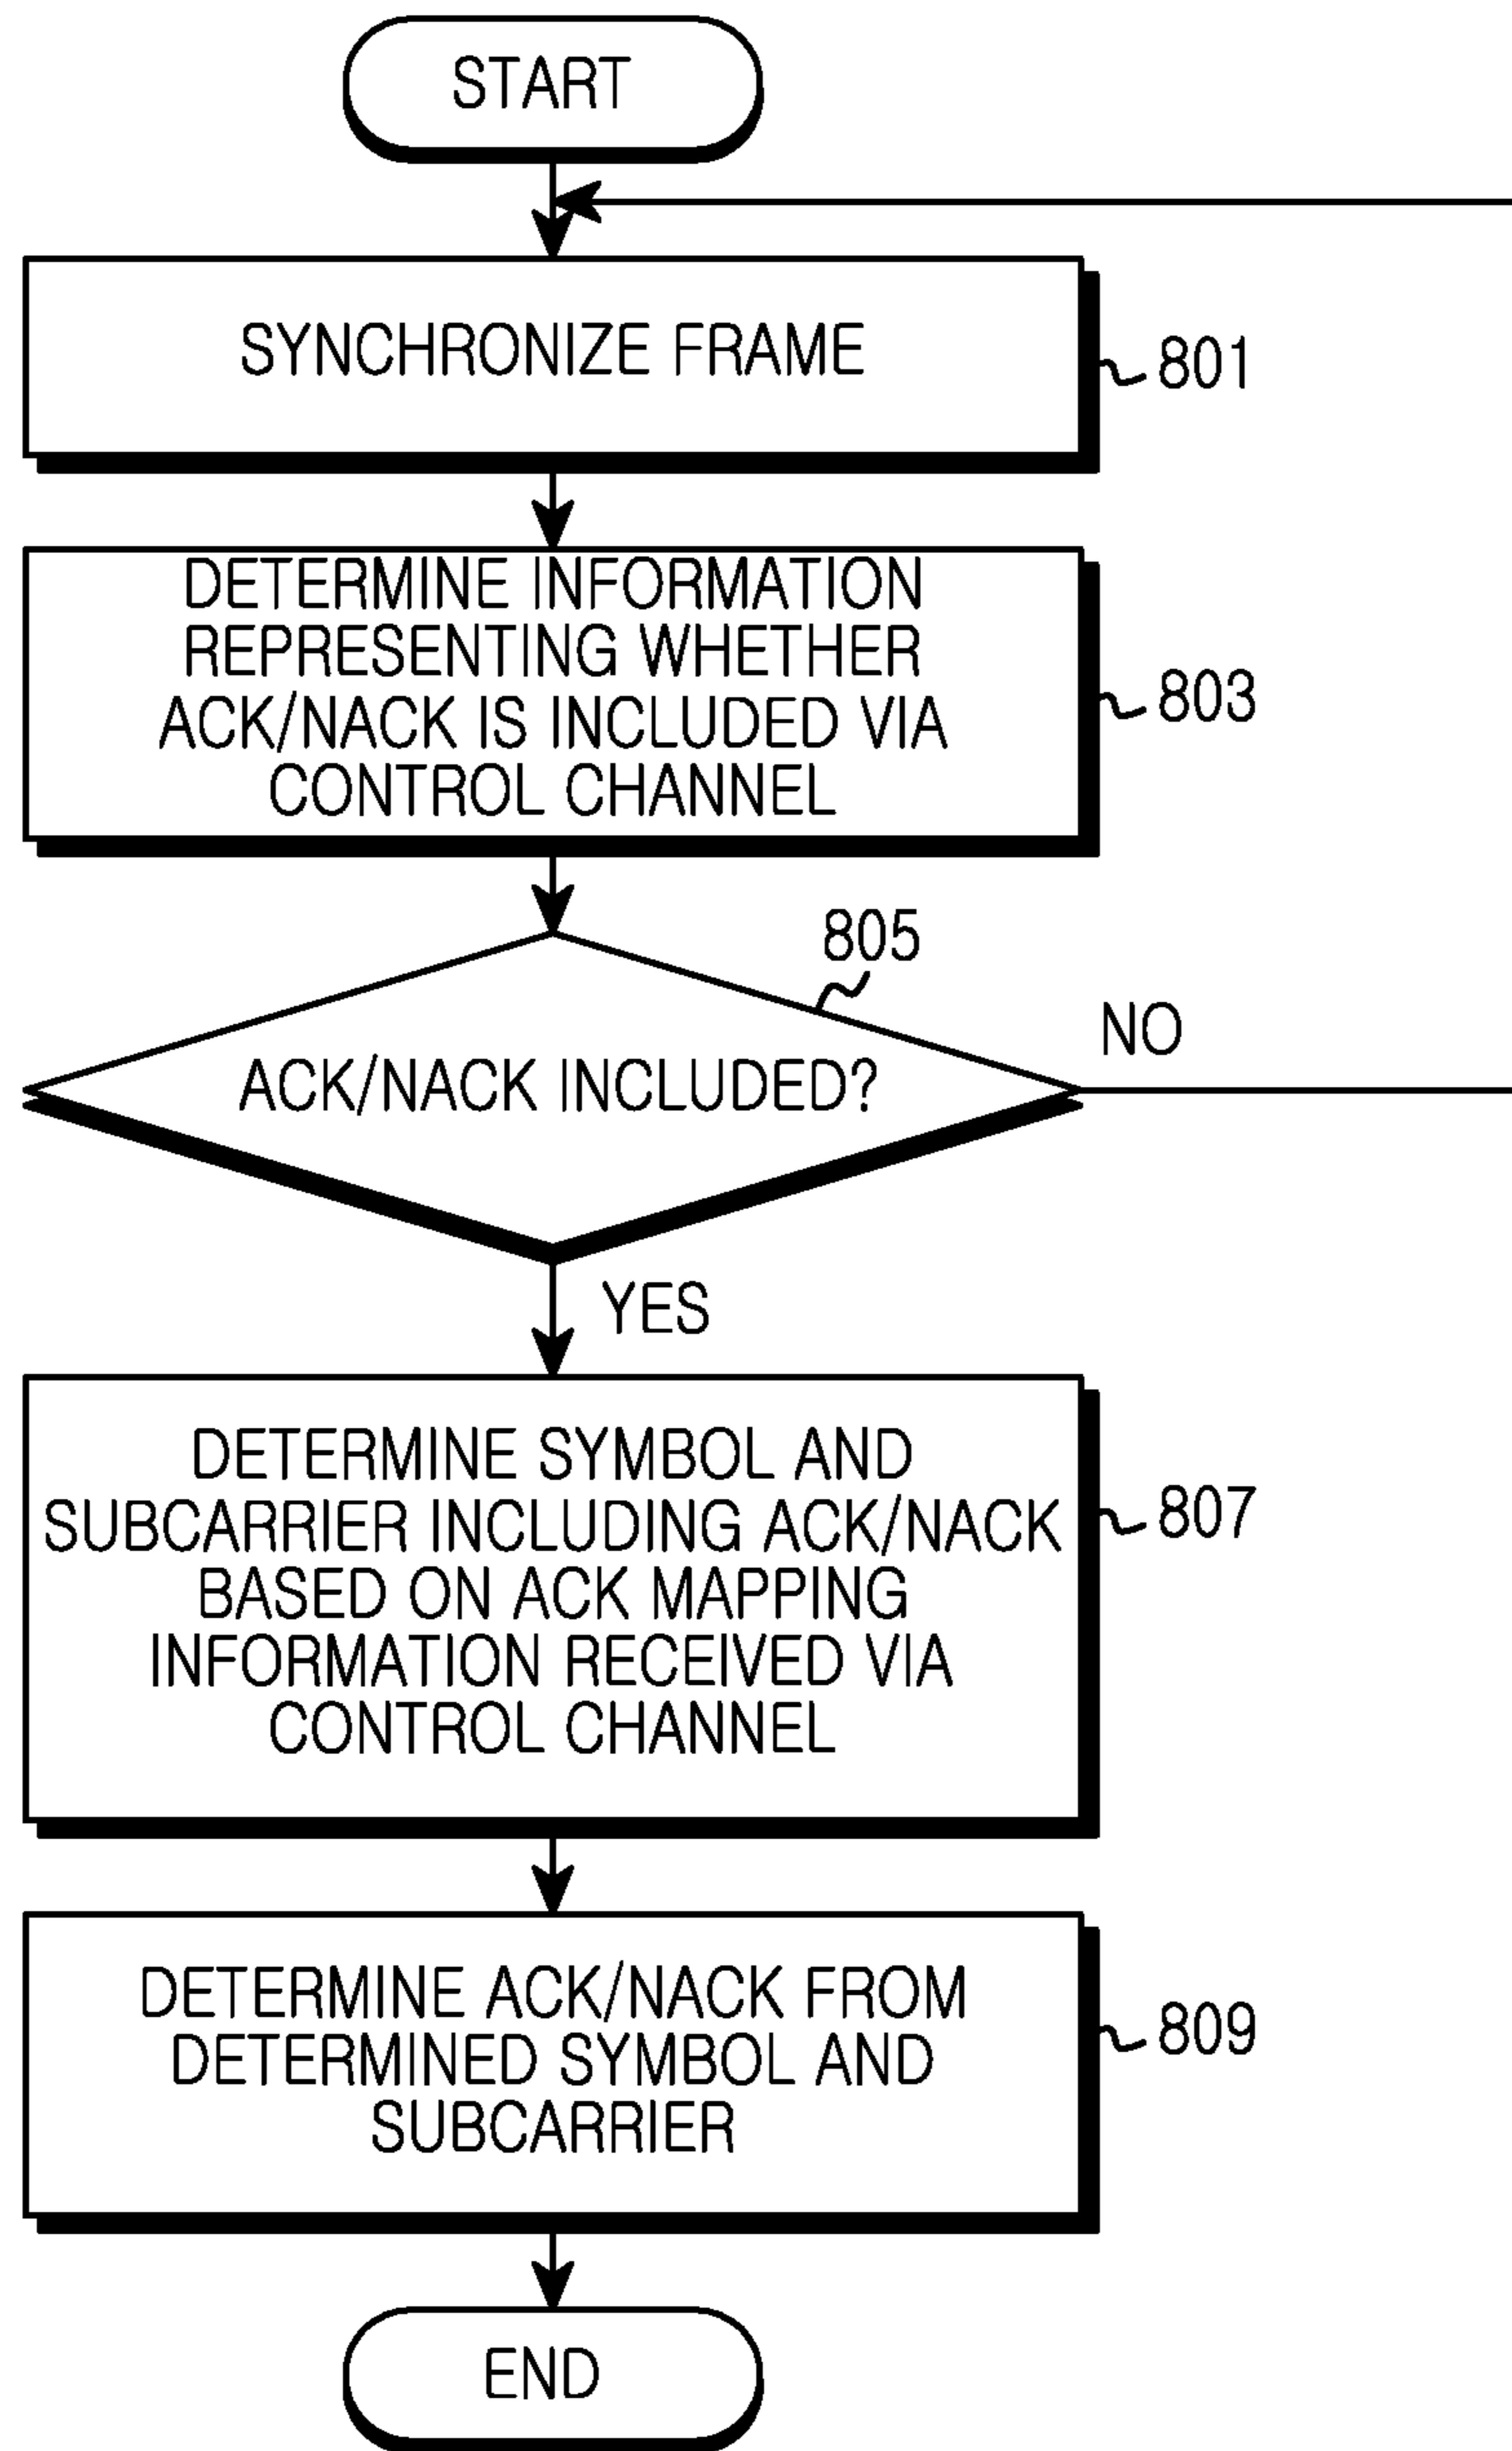 START
SYNCHRONIZE FRAME
801
DETERMINE INFORMATION
REPRESENTING WHETHER
ACK/NACK IS INCLUDED VIA
CONTROL CHANNEL
803
805
ACK/NACK INCLUDED?
NO
YES
DETERMINE SYMBOL AND
SUBCARRIER INCLUDING ACK/NACK
BASED ON ACK MAPPING
INFORMATION RECEIVED VIA
CONTROL CHANNEL
807
DETERMINE ACK/NACK FROM
DETERMINED SYMBOL AND
SUBCARRIER
809
END